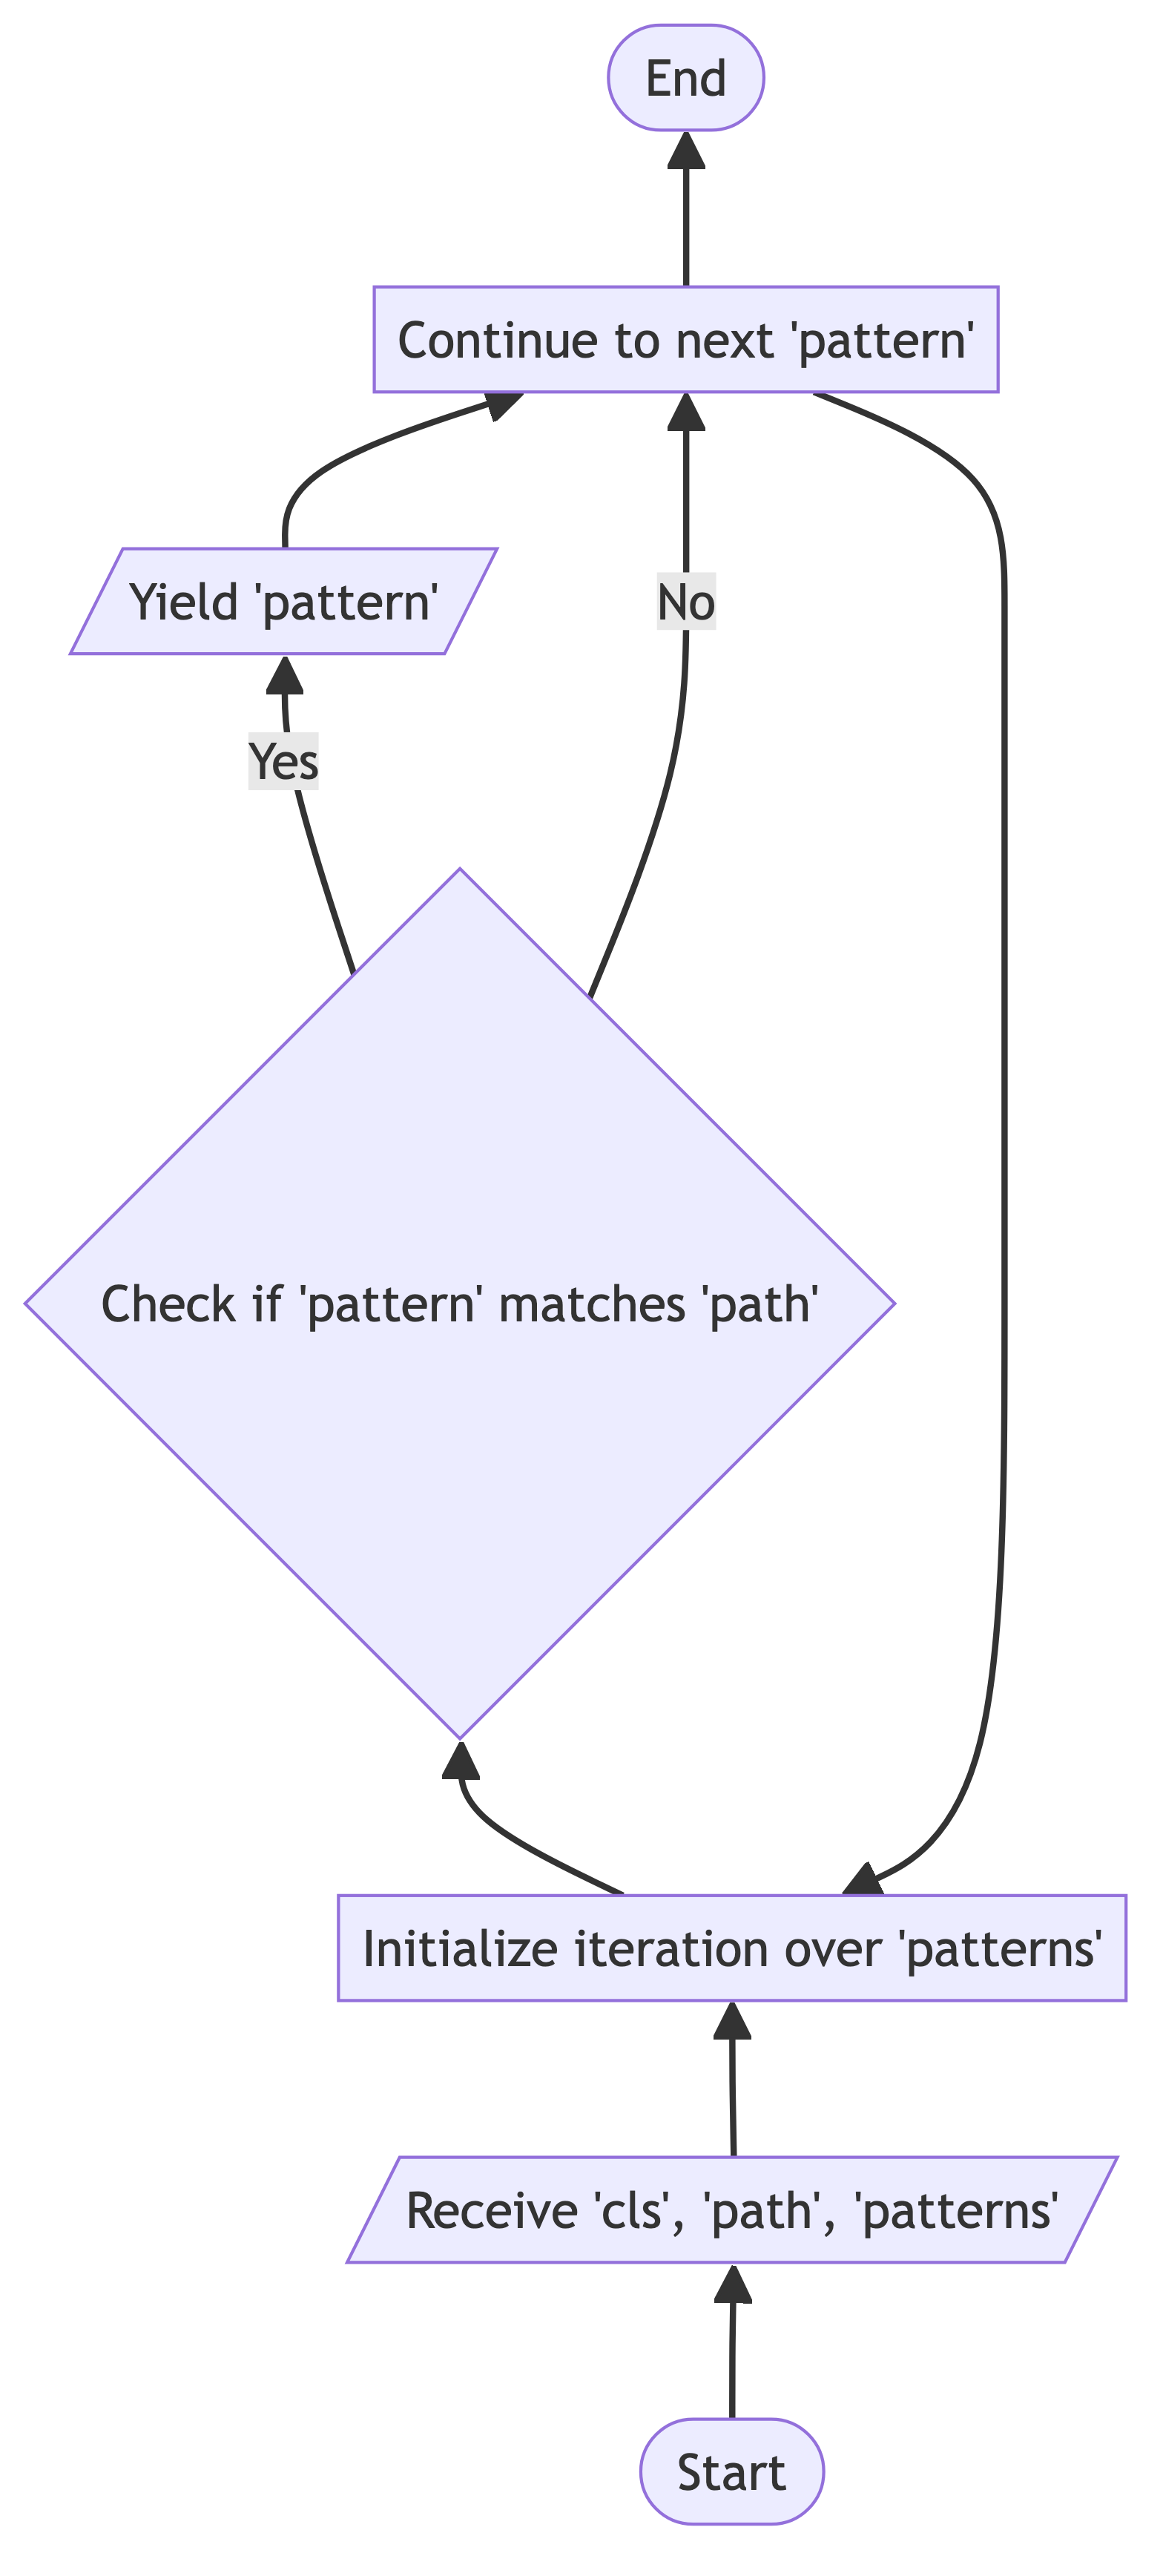 End
Continue to next 'pattern'
Yield 'pattern'
No
Yes
Check if 'pattern' matches 'path'
Initialize iteration over 'patterns'
Receive 'cls', 'path', 'patterns'
Start